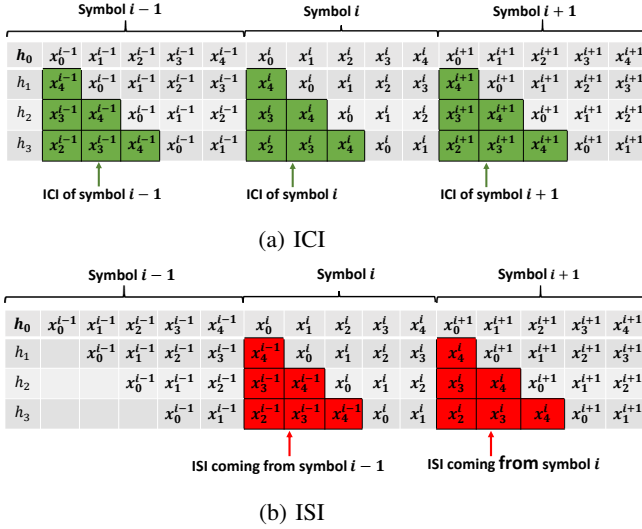 Symbol i − 1 Symbol i Symbol i + 1
h₀ x₀ⁱ⁻¹ x₁ⁱ⁻¹ x₂ⁱ⁻¹ x₃ⁱ⁻¹ x₄ⁱ⁻¹ x₀ⁱ x₁ⁱ x₂ⁱ x₃ⁱ x₄ⁱ x₀ⁱ⁺¹ x₁ⁱ⁺¹ x₂ⁱ⁺¹ x₃ⁱ⁺¹ x₄ⁱ⁺¹
h₁ x₄ⁱ⁻¹ x₀ⁱ⁻¹ x₁ⁱ⁻¹ x₂ⁱ⁻¹ x₃ⁱ⁻¹ x₄ⁱ x₀ⁱ x₁ⁱ x₂ⁱ x₃ⁱ x₄ⁱ⁺¹ x₀ⁱ⁺¹ x₁ⁱ⁺¹ x₂ⁱ⁺¹ x₃ⁱ⁺¹
h₂ x₃ⁱ⁻¹ x₄ⁱ⁻¹ x₀ⁱ⁻¹ x₁ⁱ⁻¹ x₂ⁱ⁻¹ x₃ⁱ x₄ⁱ x₀ⁱ x₁ⁱ x₂ⁱ x₃ⁱ⁺¹ x₄ⁱ⁺¹ x₀ⁱ⁺¹ x₁ⁱ⁺¹ x₂ⁱ⁺¹
h₃ x₂ⁱ⁻¹ x₃ⁱ⁻¹ x₄ⁱ⁻¹ x₀ⁱ⁻¹ x₁ⁱ⁻¹ x₂ⁱ x₃ⁱ x₄ⁱ x₀ⁱ x₁ⁱ x₂ⁱ⁺¹ x₃ⁱ⁺¹ x₄ⁱ⁺¹ x₀ⁱ⁺¹ x₁ⁱ⁺¹
ICI of symbol i − 1 ICI of symbol i ICI of symbol i + 1
(a) ICI
Symbol i − 1 Symbol i Symbol i + 1
h₀ x₀ⁱ⁻¹ x₁ⁱ⁻¹ x₂ⁱ⁻¹ x₃ⁱ⁻¹ x₄ⁱ⁻¹ x₀ⁱ x₁ⁱ x₂ⁱ x₃ⁱ x₄ⁱ x₀ⁱ⁺¹ x₁ⁱ⁺¹ x₂ⁱ⁺¹ x₃ⁱ⁺¹ x₄ⁱ⁺¹
h₁ x₀ⁱ⁻¹ x₁ⁱ⁻¹ x₂ⁱ⁻¹ x₃ⁱ⁻¹ x₄ⁱ⁻¹ x₀ⁱ x₁ⁱ x₂ⁱ x₃ⁱ x₄ⁱ x₀ⁱ⁺¹ x₁ⁱ⁺¹ x₂ⁱ⁺¹ x₃ⁱ⁺¹
h₂ x₀ⁱ⁻¹ x₁ⁱ⁻¹ x₂ⁱ⁻¹ x₃ⁱ⁻¹ x₄ⁱ⁻¹ x₀ⁱ x₁ⁱ x₂ⁱ x₃ⁱ x₄ⁱ x₀ⁱ⁺¹ x₁ⁱ⁺¹ x₂ⁱ⁺¹
h₃ x₀ⁱ⁻¹ x₁ⁱ⁻¹ x₂ⁱ⁻¹ x₃ⁱ⁻¹ x₄ⁱ⁻¹ x₀ⁱ x₁ⁱ x₂ⁱ x₃ⁱ x₄ⁱ x₀ⁱ⁺¹ x₁ⁱ⁺¹
ISI coming from symbol i − 1 ISI coming from symbol i
(b) ISI